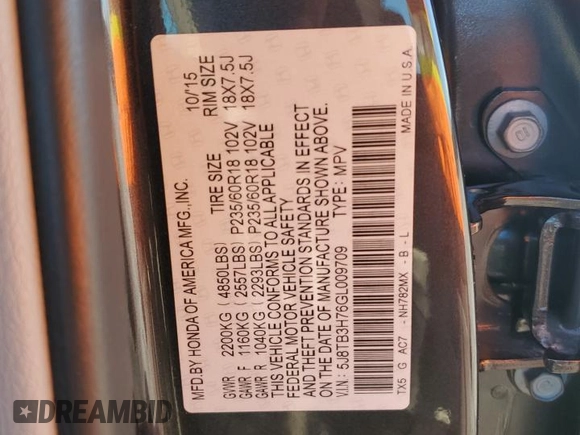 MFD.BY HONDA OF AMERICA MFG.,INC. 10/15
TIRE SIZE RIM SIZE
GVWR 2200KG (4850LBS)
GAWR F 1160KG (2557LBS) P235/60R18 102V 18X7.5J
GAWR R 1040KG (2293LBS) P235/60R18 102V 18X7.5J
THIS VEHICLE CONFORMS TO ALL APPLICABLE
FEDERAL MOTOR VEHICLE SAFETY
AND THEFT PREVENTION STANDARDS IN EFFECT
ON THE DATE OF MANUFACTURE SHOWN ABOVE.
V.I.N: 5J8TB3H76GL009709 TYPE: MPV
TX5 G AC7 -NH782MX -B -L MADE IN U.S.A.
DREAMBID